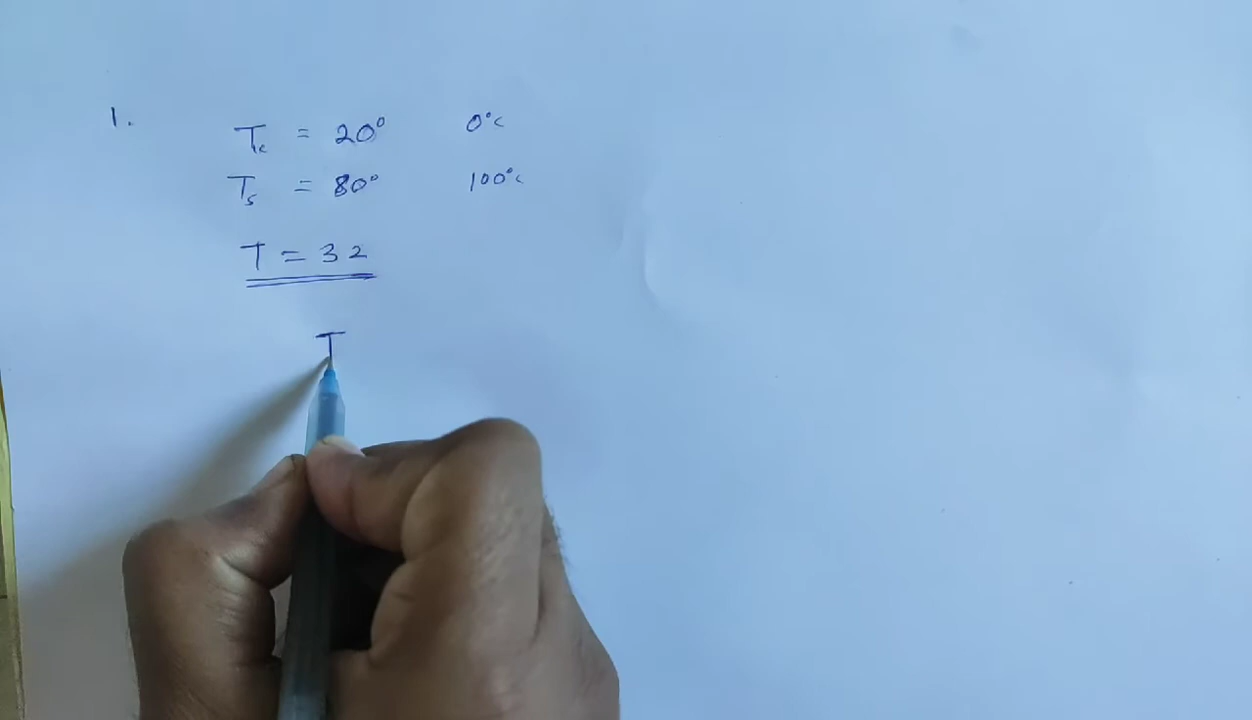 1. Tc = 20° 0°C
Ts = 80° 100°C
T = 32
T